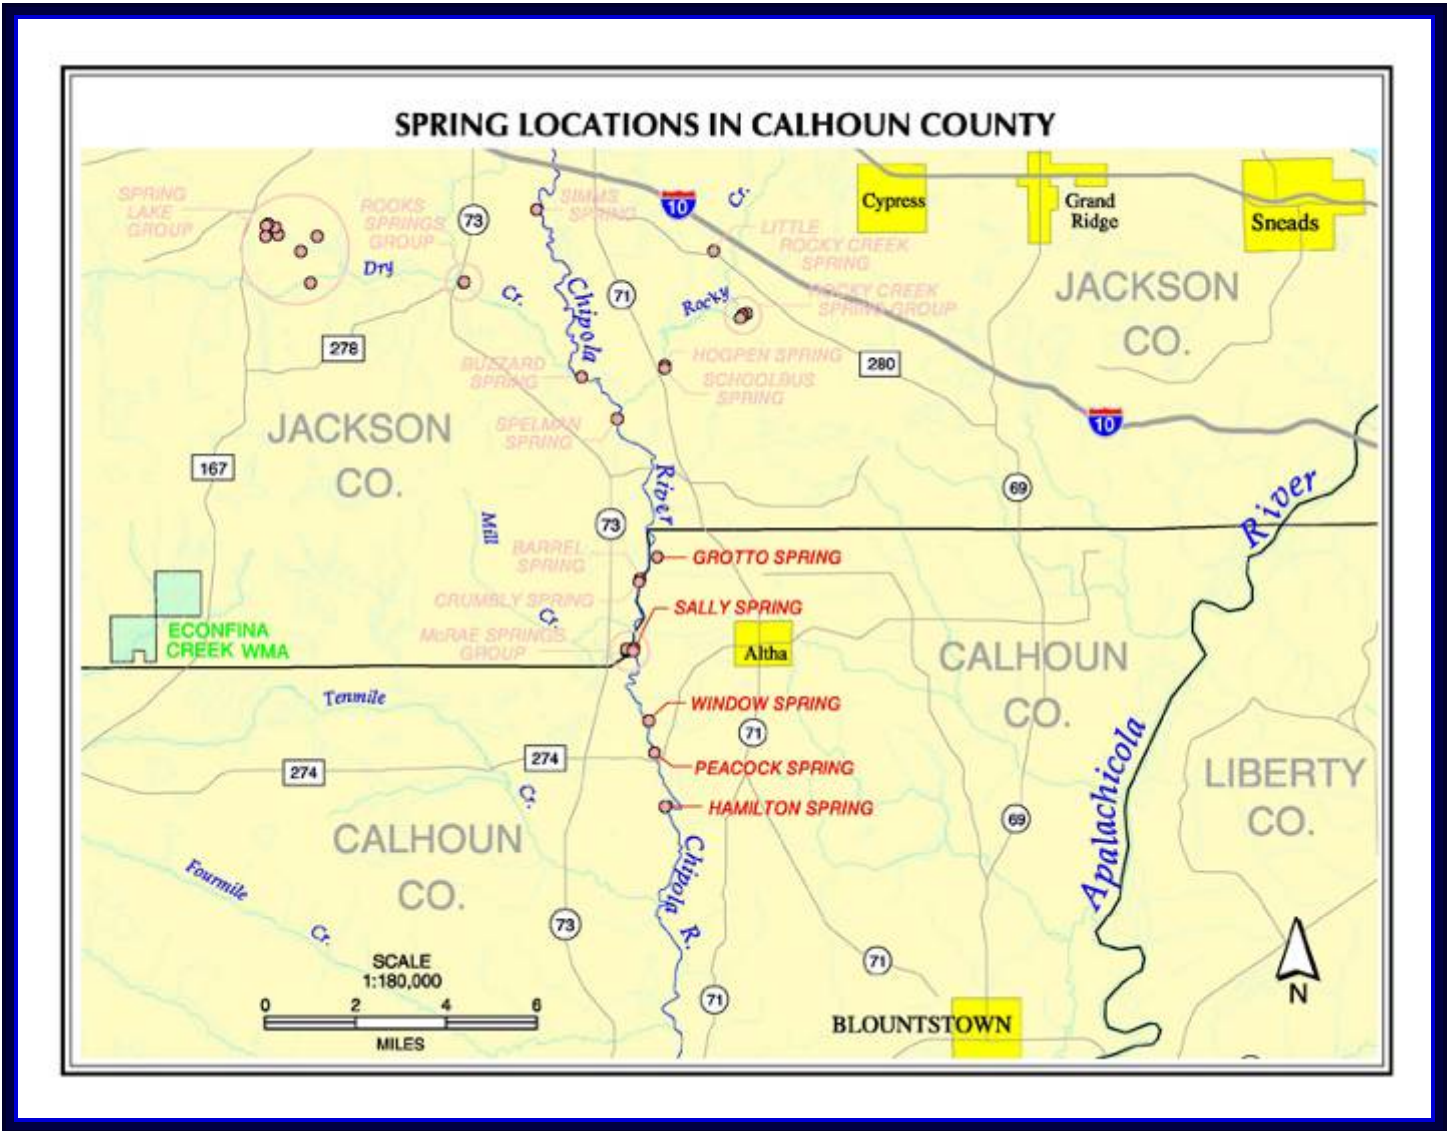 SPRING LOCATIONS IN CALHOUN COUNTY
SPRING
LAKE
GROUP
ROOKS
SPRINGS
GROUP
73
SIMMS
SPRING
10
Cr.
Cypress
Grand
Ridge
Sneads
LITTLE
ROCKY CREEK
SPRING
Dry
Cr.
Chipola
71
Rocky
ROCKY CREEK
SPRING GROUP
JACKSON
CO.
278
BUZZARD
SPRING
HOGPEN SPRING
SCHOOLBUS
SPRING
280
JACKSON
CO.
SPELMAN
SPRING
10
167
River
69
River
Mill
73
BARREL
SPRING
GROTTO SPRING
CRUMBLY SPRING
SALLY SPRING
Cr.
ECONFINA
CREEK WMA
McRAE SPRINGS
GROUP
Altha
CALHOUN
CO.
Tenmile
WINDOW SPRING
71
274
274
PEACOCK SPRING
LIBERTY
CO.
Cr.
HAMILTON SPRING
69
Apalachicola
CALHOUN
CO.
Chipola
R.
Fourmile
Cr.
73
71
SCALE
1:180,000
0 2 4 6
MILES
71
N
BLOUNTSTOWN